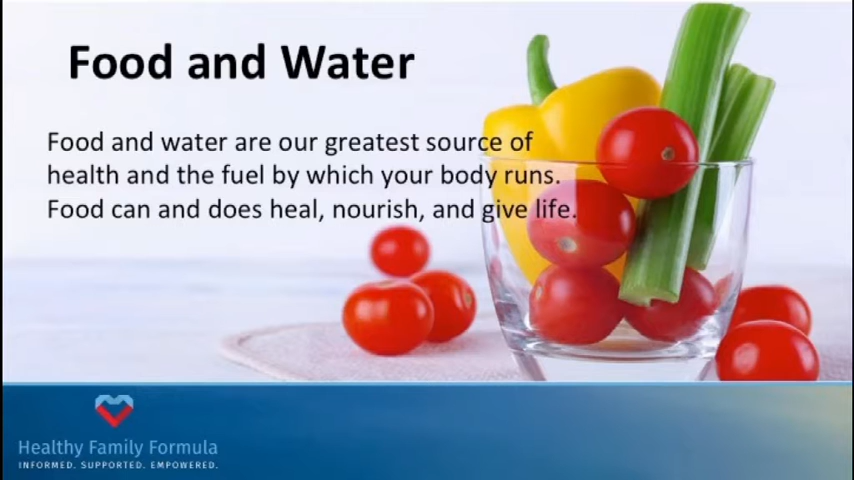 Food and Water
Food and water are our greatest source of
health and the fuel by which your body runs.
Food can and does heal, nourish, and give life.
Healthy Family Formula
INFORMED. SUPPORTED. EMPOWERED.